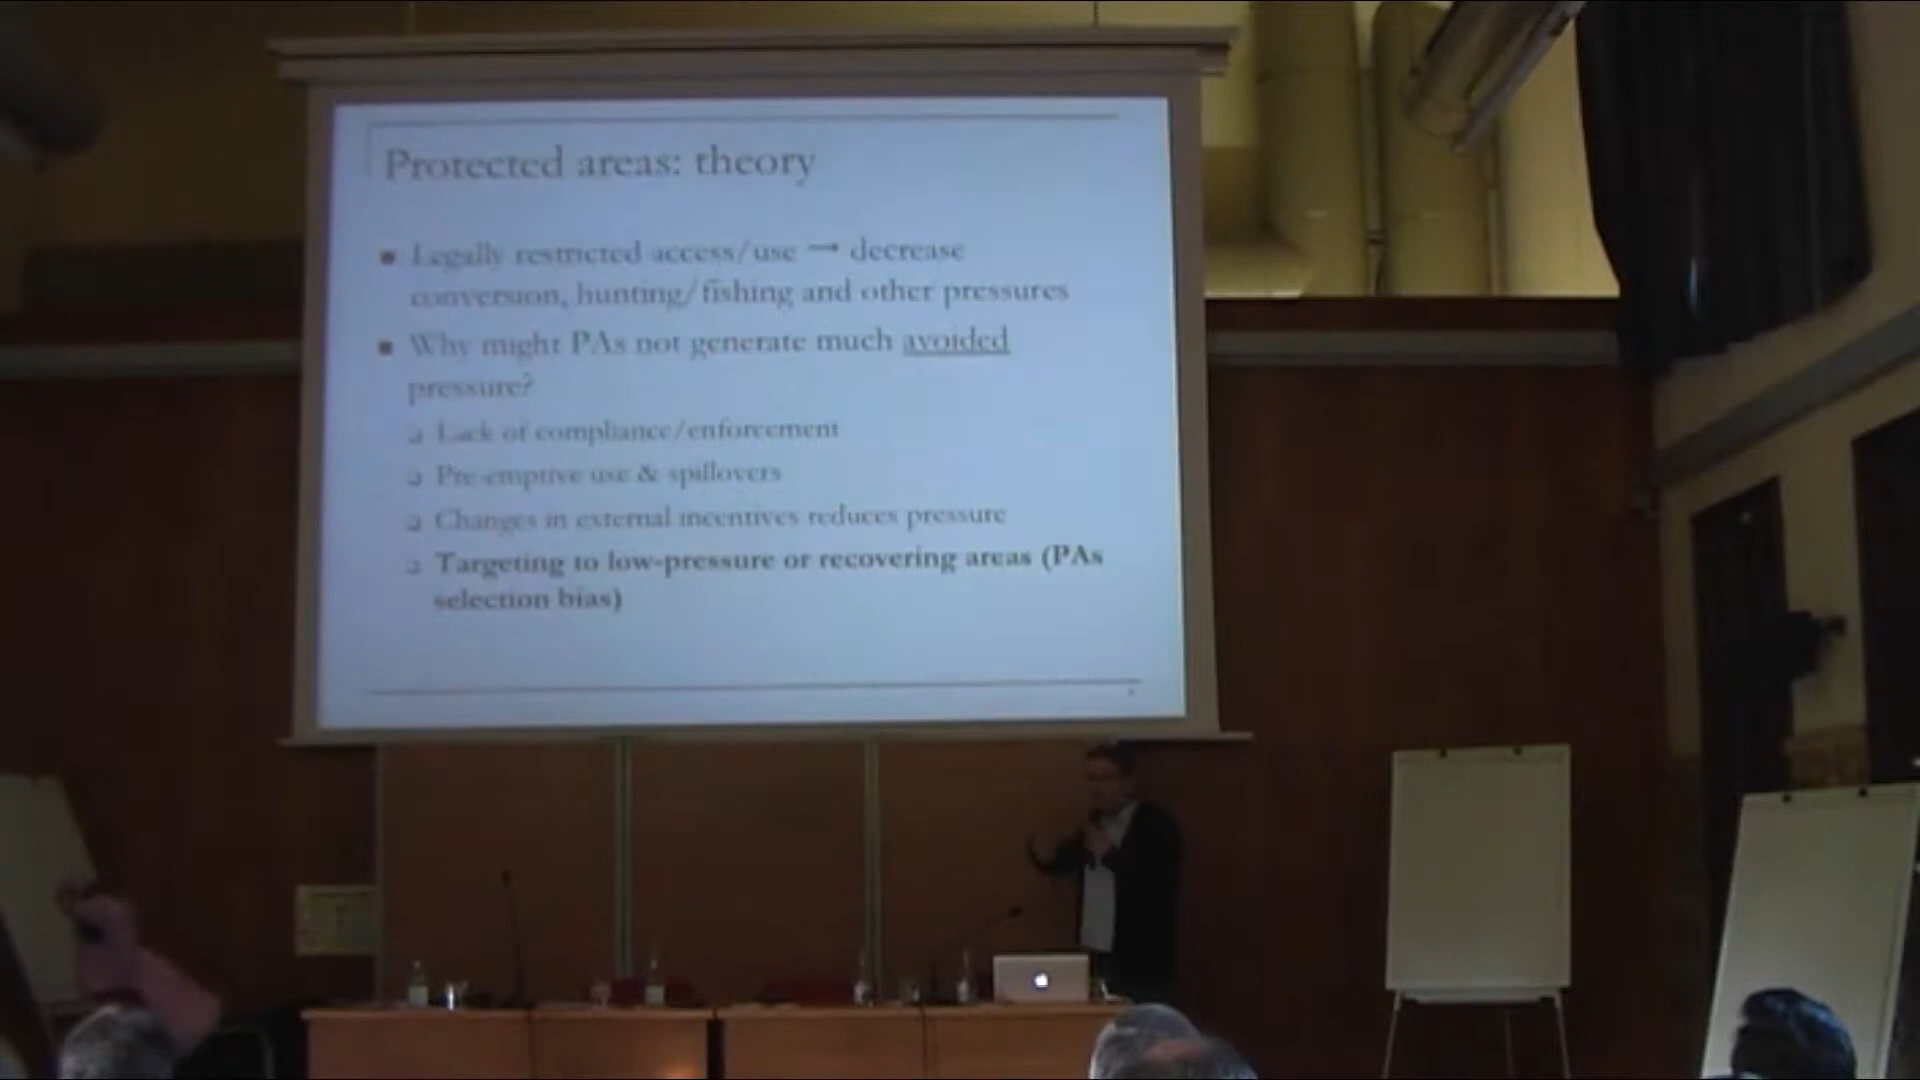 Protected areas: theory
Legally restricted access/use → decrease
conversion, hunting/fishing and other pressures
Why might PAs not generate much avoided
pressure?
Lack of compliance/enforcement
Pre-emptive use & spillovers
Changes in external incentives reduces pressure
Targeting to low-pressure or recovering areas (PAs
selection bias)